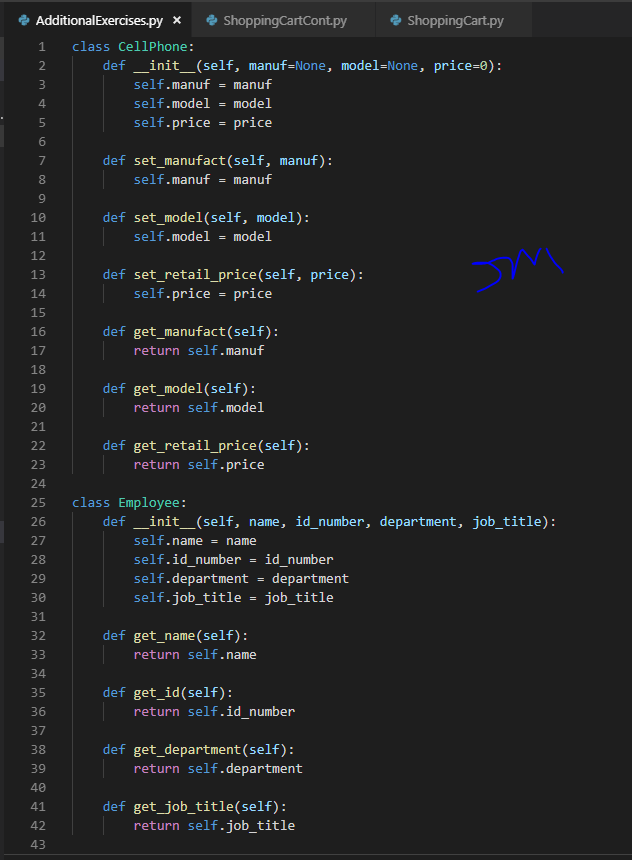 AdditionalExercises.py × ShoppingCartCont.py ShoppingCart.py
1 class CellPhone:
2     def __init__(self, manuf=None, model=None, price=0):
3         self.manuf = manuf
4         self.model = model
5         self.price = price
6
7     def set_manufact(self, manuf):
8         self.manuf = manuf
9
10     def set_model(self, model):
11         self.model = model
12
13     def set_retail_price(self, price):
14         self.price = price
15
16     def get_manufact(self):
17         return self.manuf
18
19     def get_model(self):
20         return self.model
21
22     def get_retail_price(self):
23         return self.price
24
25 class Employee:
26     def __init__(self, name, id_number, department, job_title):
27         self.name = name
28         self.id_number = id_number
29         self.department = department
30         self.job_title = job_title
31
32     def get_name(self):
33         return self.name
34
35     def get_id(self):
36         return self.id_number
37
38     def get_department(self):
39         return self.department
40
41     def get_job_title(self):
42         return self.job_title
43